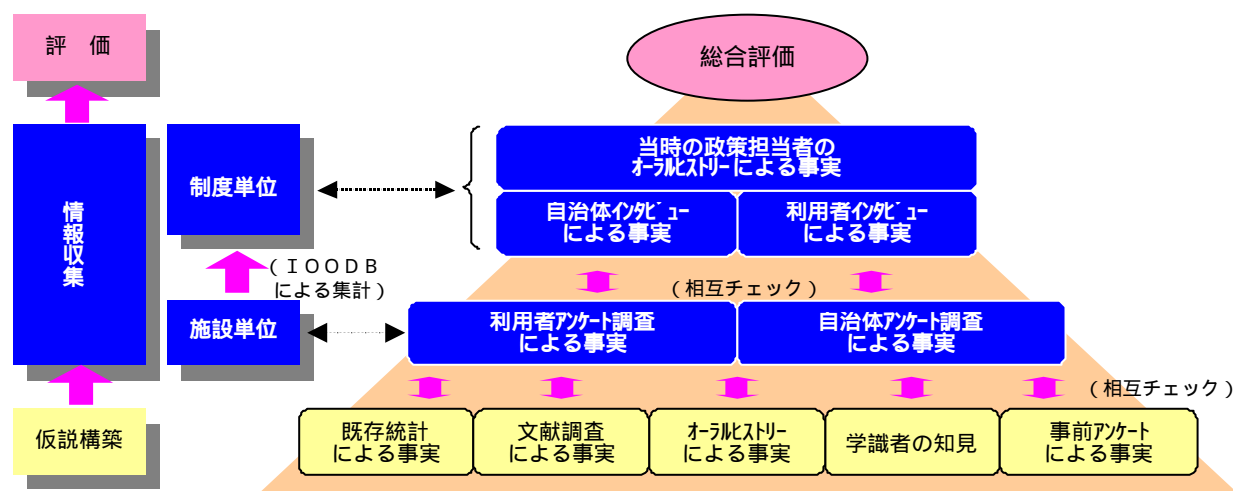 評　価
総合評価
当時の政策担当者の
ｵｰﾗﾙﾋｽﾄﾘｰによる事実
制度単位
自治体ｲﾝﾀﾋﾞｭｰ
による事実
利用者ｲﾝﾀﾋﾞｭｰ
による事実
情報収集
（ＩＯＯＤＢ
による集計）
（相互チェック）
施設単位
利用者ｱﾝｹｰﾄ調査
による事実
自治体ｱﾝｹｰﾄ調査
による事実
（相互チェック）
仮説構築
既存統計
による事実
文献調査
による事実
ｵｰﾗﾙﾋｽﾄﾘｰ
による事実
学識者の知見
事前ｱﾝｹｰﾄ
による事実